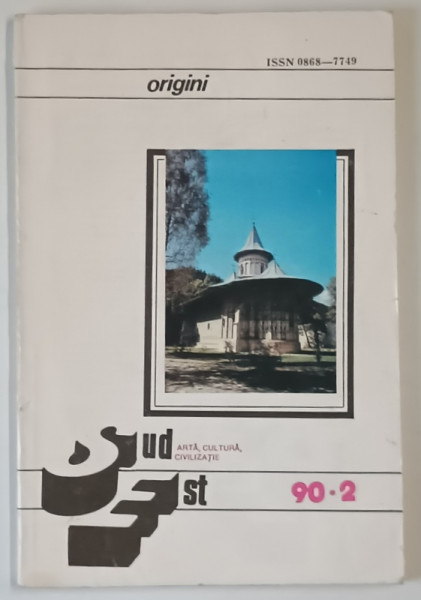 ISSN 0868—7749
origini
Sud
ARTĂ, CULTURĂ,
CIVILIZAȚIE
Est
90·2